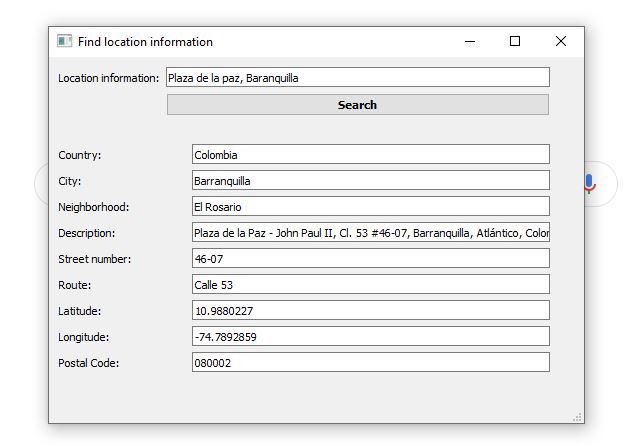 Find location information
Location information: Plaza de la paz, Baranquilla
Search
Country: Colombia
City: Barranquilla
Neighborhood: El Rosario
Description: Plaza de la Paz - John Paul II, Cl. 53 #46-07, Barranquilla, Atlántico, Color
Street number: 46-07
Route: Calle 53
Latitude: 10.9880227
Longitude: -74.7892859
Postal Code: 080002